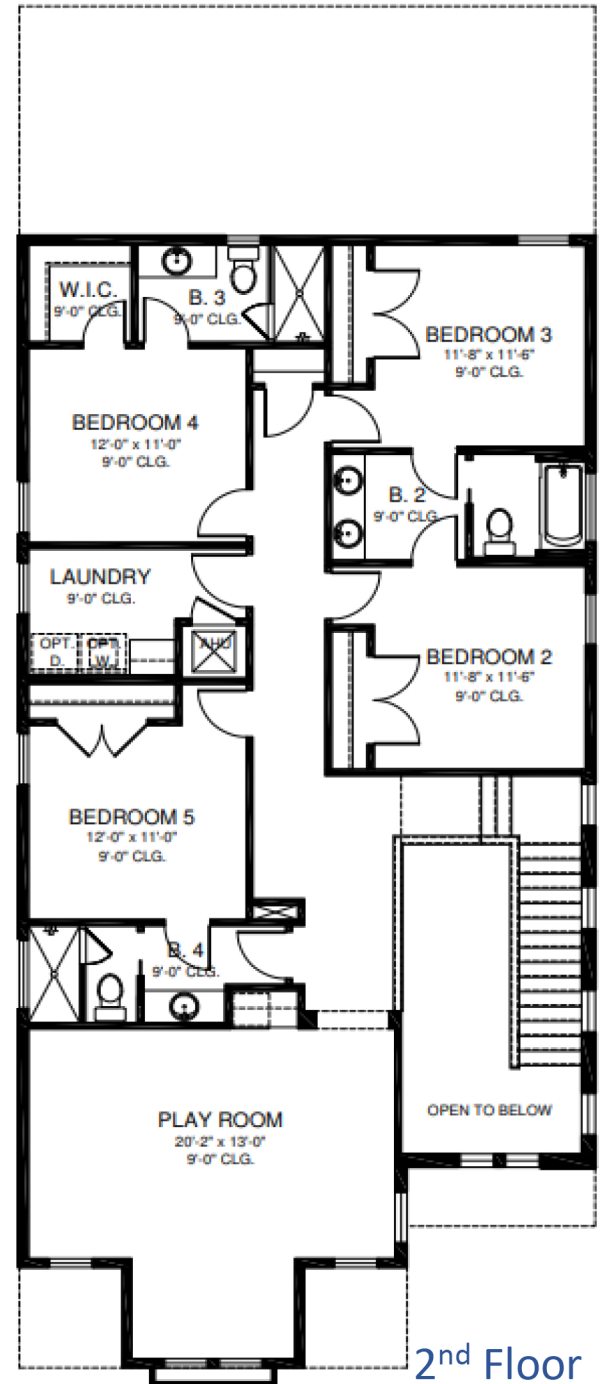 W.I.C.
9'-0" CLG.
B. 3
9'-0" CLG.
BEDROOM 3
11'-8" x 11'-6"
9'-0" CLG.
BEDROOM 4
12'-0" x 11'-0"
9'-0" CLG.
B. 2
9'-0" CLG.
LAUNDRY
9'-0" CLG.
OPT. D.
OPT. W.
AHU
BEDROOM 2
11'-8" x 11'-6"
9'-0" CLG.
BEDROOM 5
12'-0" x 11'-0"
9'-0" CLG.
B. 4
9'-0" CLG.
PLAY ROOM
20'-2" x 13'-0"
9'-0" CLG.
OPEN TO BELOW
2nd Floor